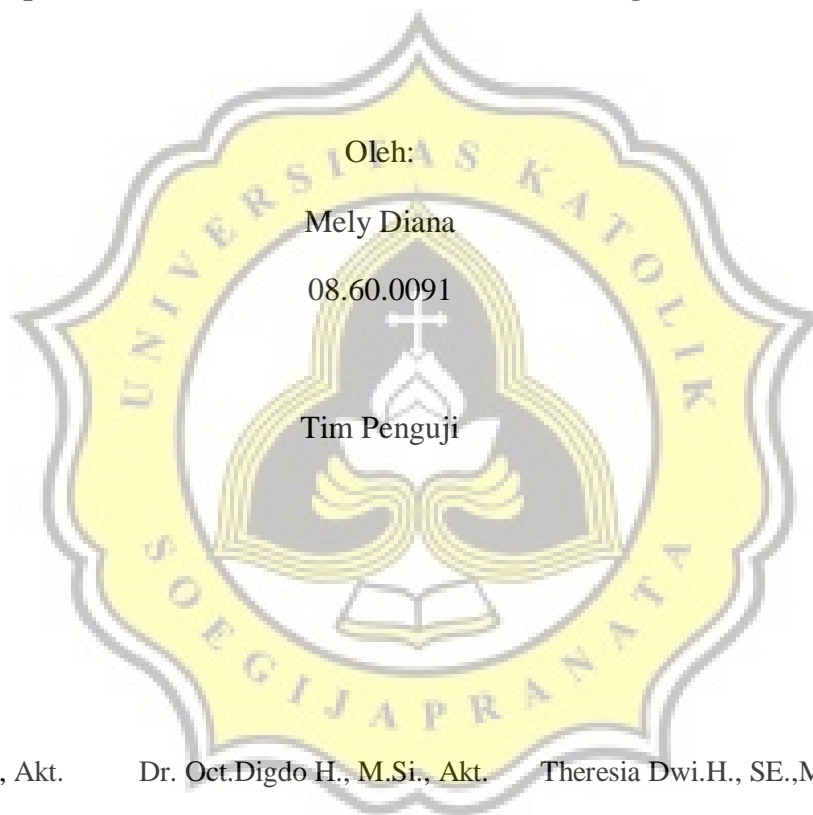 Oleh:
Mely Diana
08.60.0091
Tim Penguji
UNIVERSITAS KATOLIK
SOEGIJAPRANATA
, Akt. Dr. Oct.Digdo H., M.Si., Akt. Theresia Dwi.H., SE.,M